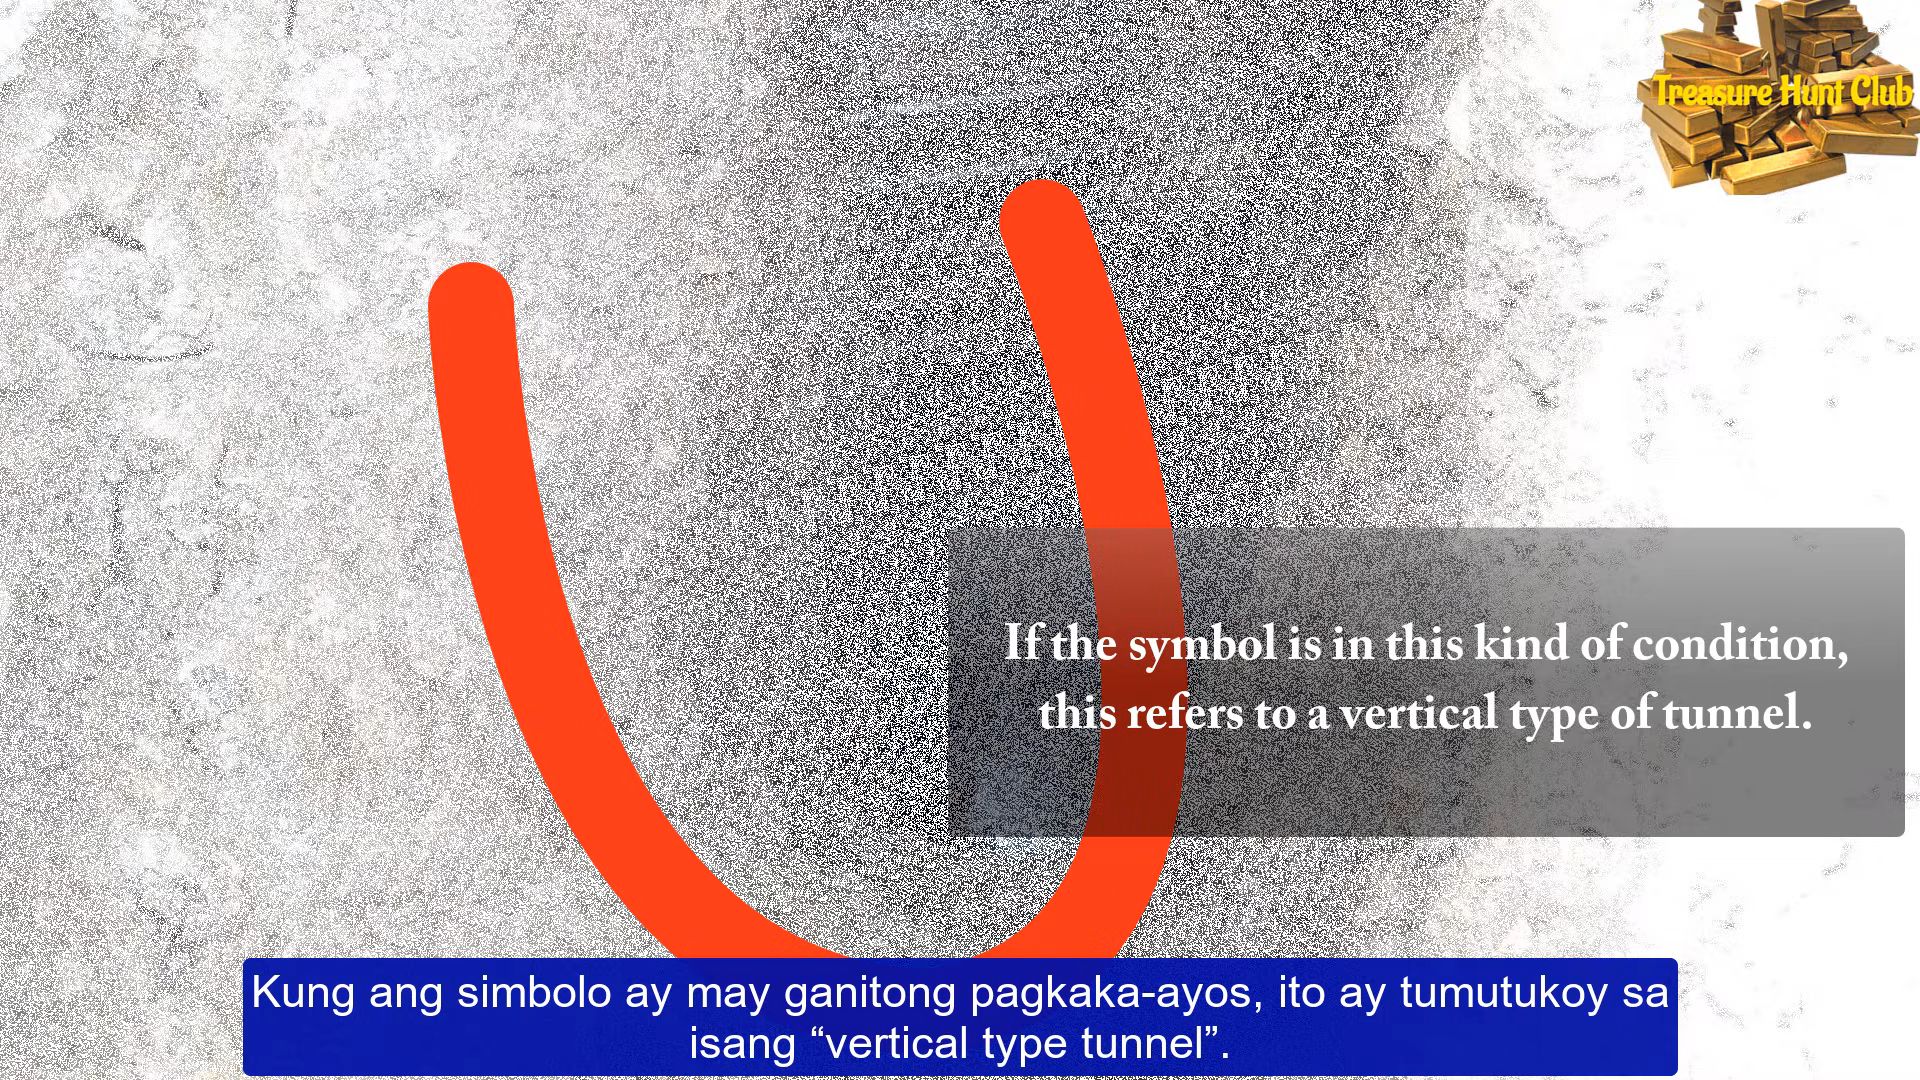 Treasure Hunt Club
If the symbol is in this kind of condition,
this refers to a vertical type of tunnel.
Kung ang simbolo ay may ganitong pagkaka-ayos, ito ay tumutukoy sa
isang “vertical type tunnel”.